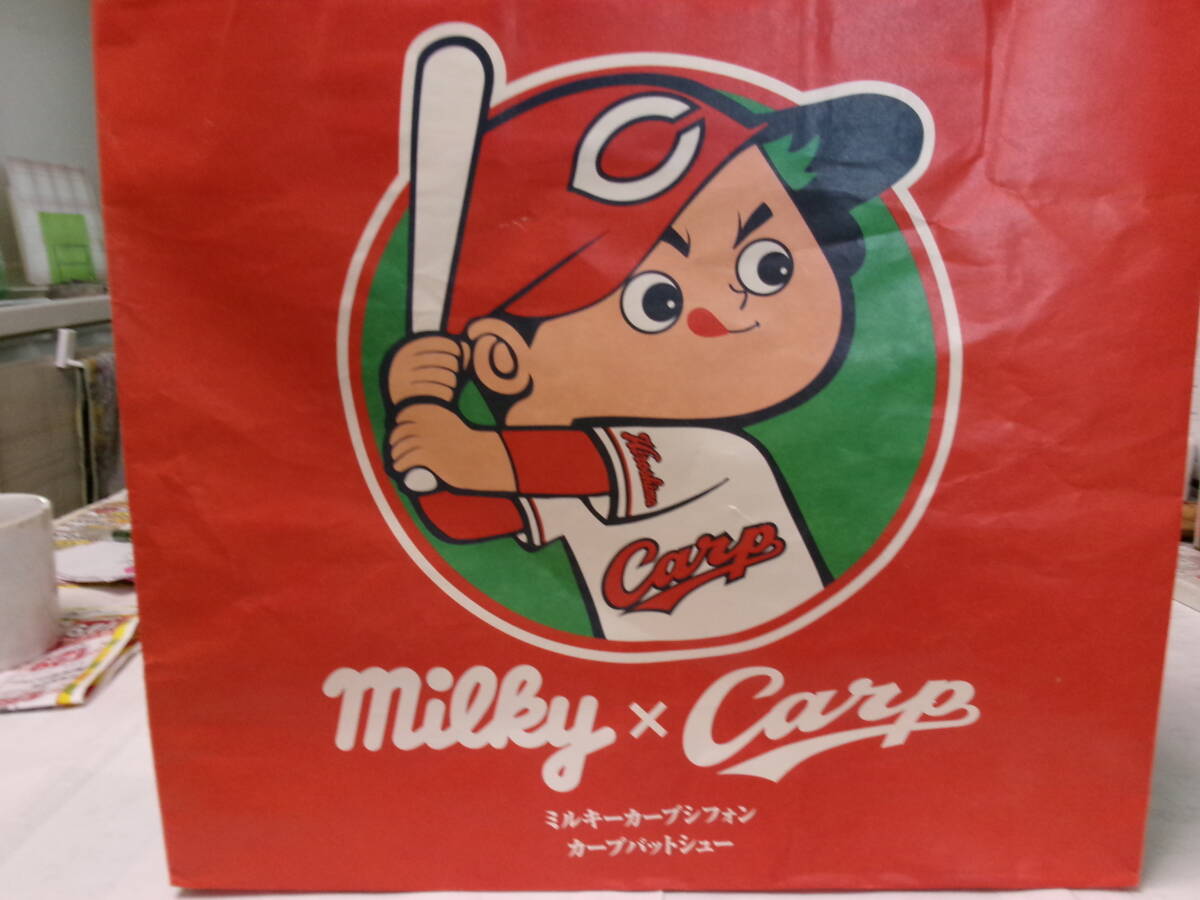 C
Hiroshima
Carp
milky × Carp
ミルキーカープシフォン
カープバットシュー